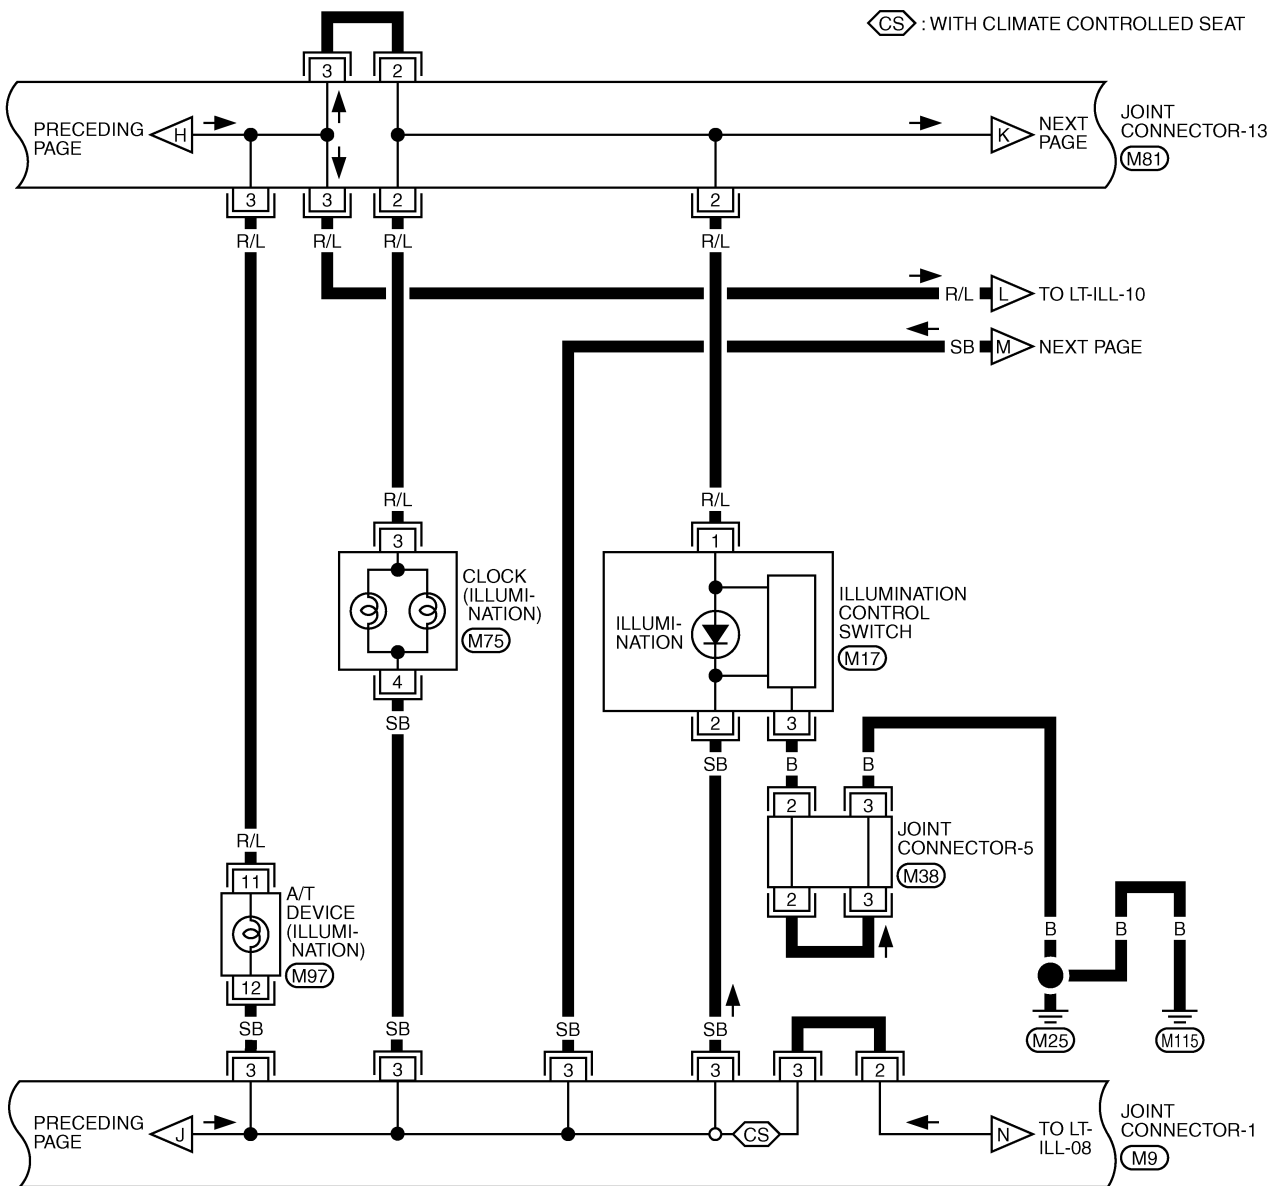 CS : WITH CLIMATE CONTROLLED SEAT
3 2
PRECEDING
PAGE
H
K
NEXT
PAGE
JOINT
CONNECTOR-13
M81
3 3 2 2
R/L R/L R/L R/L
R/L L TO LT-ILL-10
SB M NEXT PAGE
R/L R/L
3 1
CLOCK
(ILLUMI-
NATION)
M75
ILLUMI-
NATION
ILLUMINATION
CONTROL
SWITCH
M17
4
SB
2 3
SB B B
2 3
JOINT
CONNECTOR-5
M38
2 3
R/L
11
A/T
DEVICE
(ILLUMI-
NATION)
M97
12
B B B
M25 M115
SB SB SB SB
3 3 3 3 3 2
PRECEDING
PAGE
J
CS
N
TO LT-
ILL-08
JOINT
CONNECTOR-1
M9